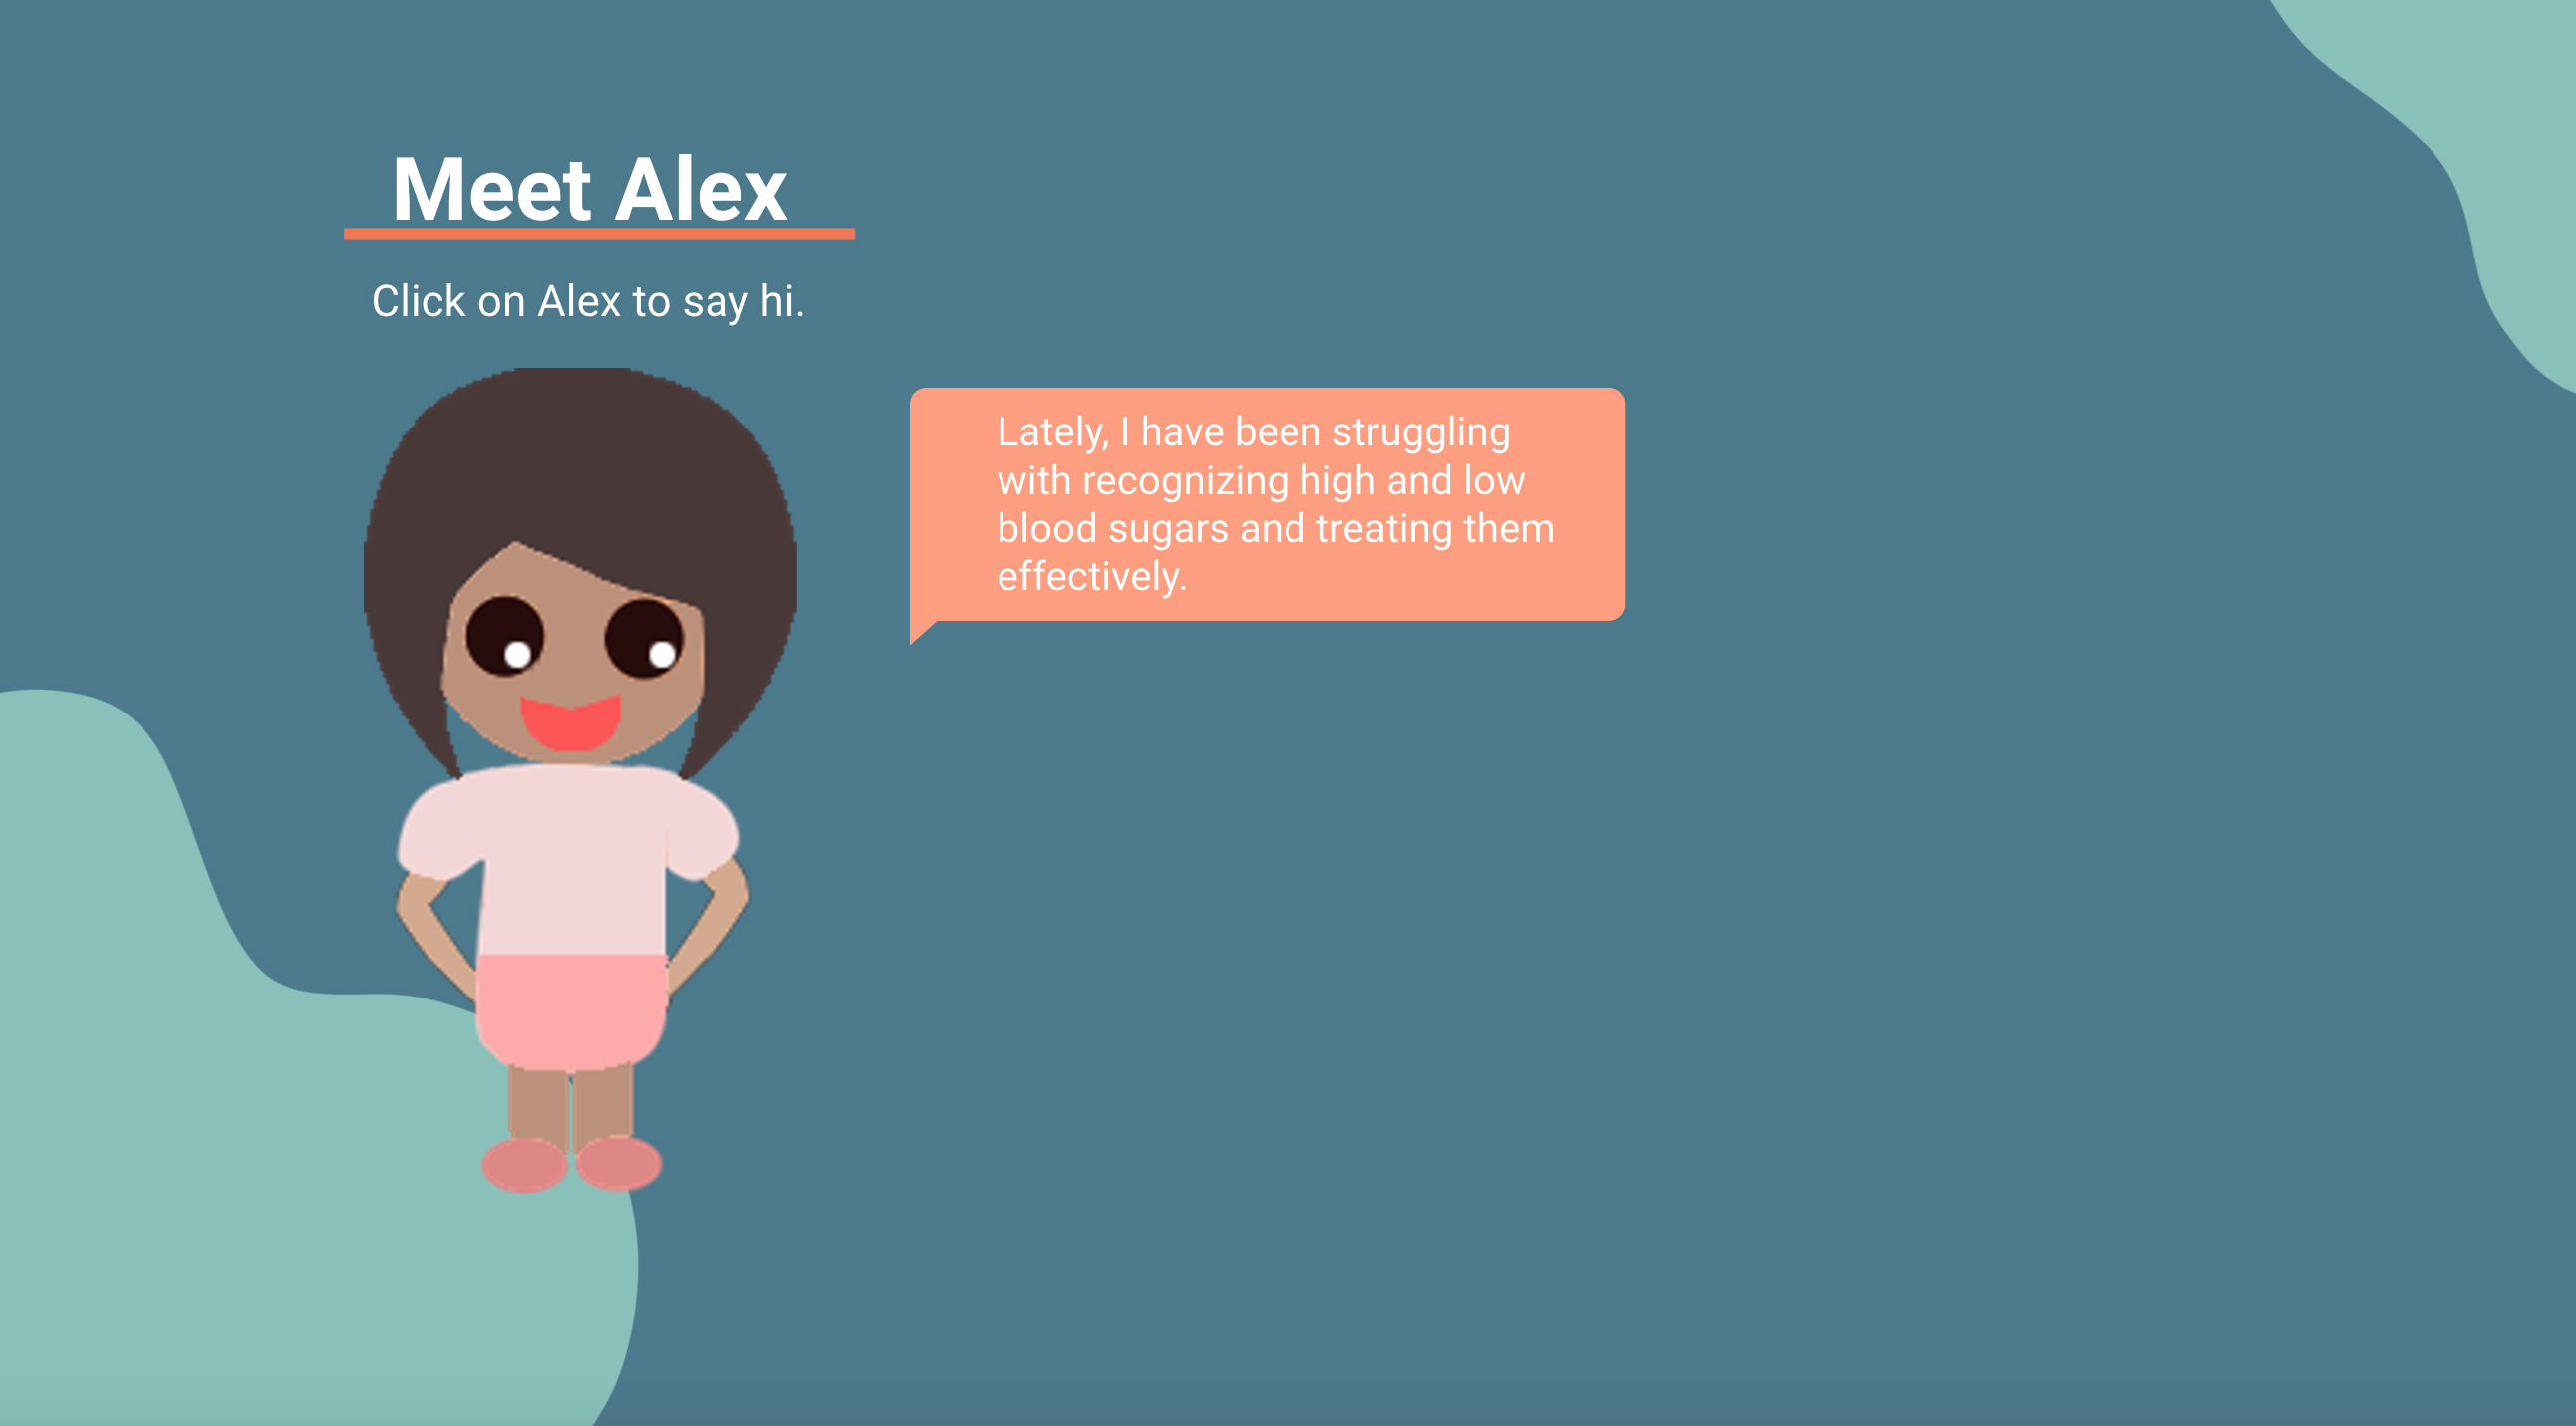 Meet Alex
Click on Alex to say hi.
Lately, I have been struggling
with recognizing high and low
blood sugars and treating them
effectively.